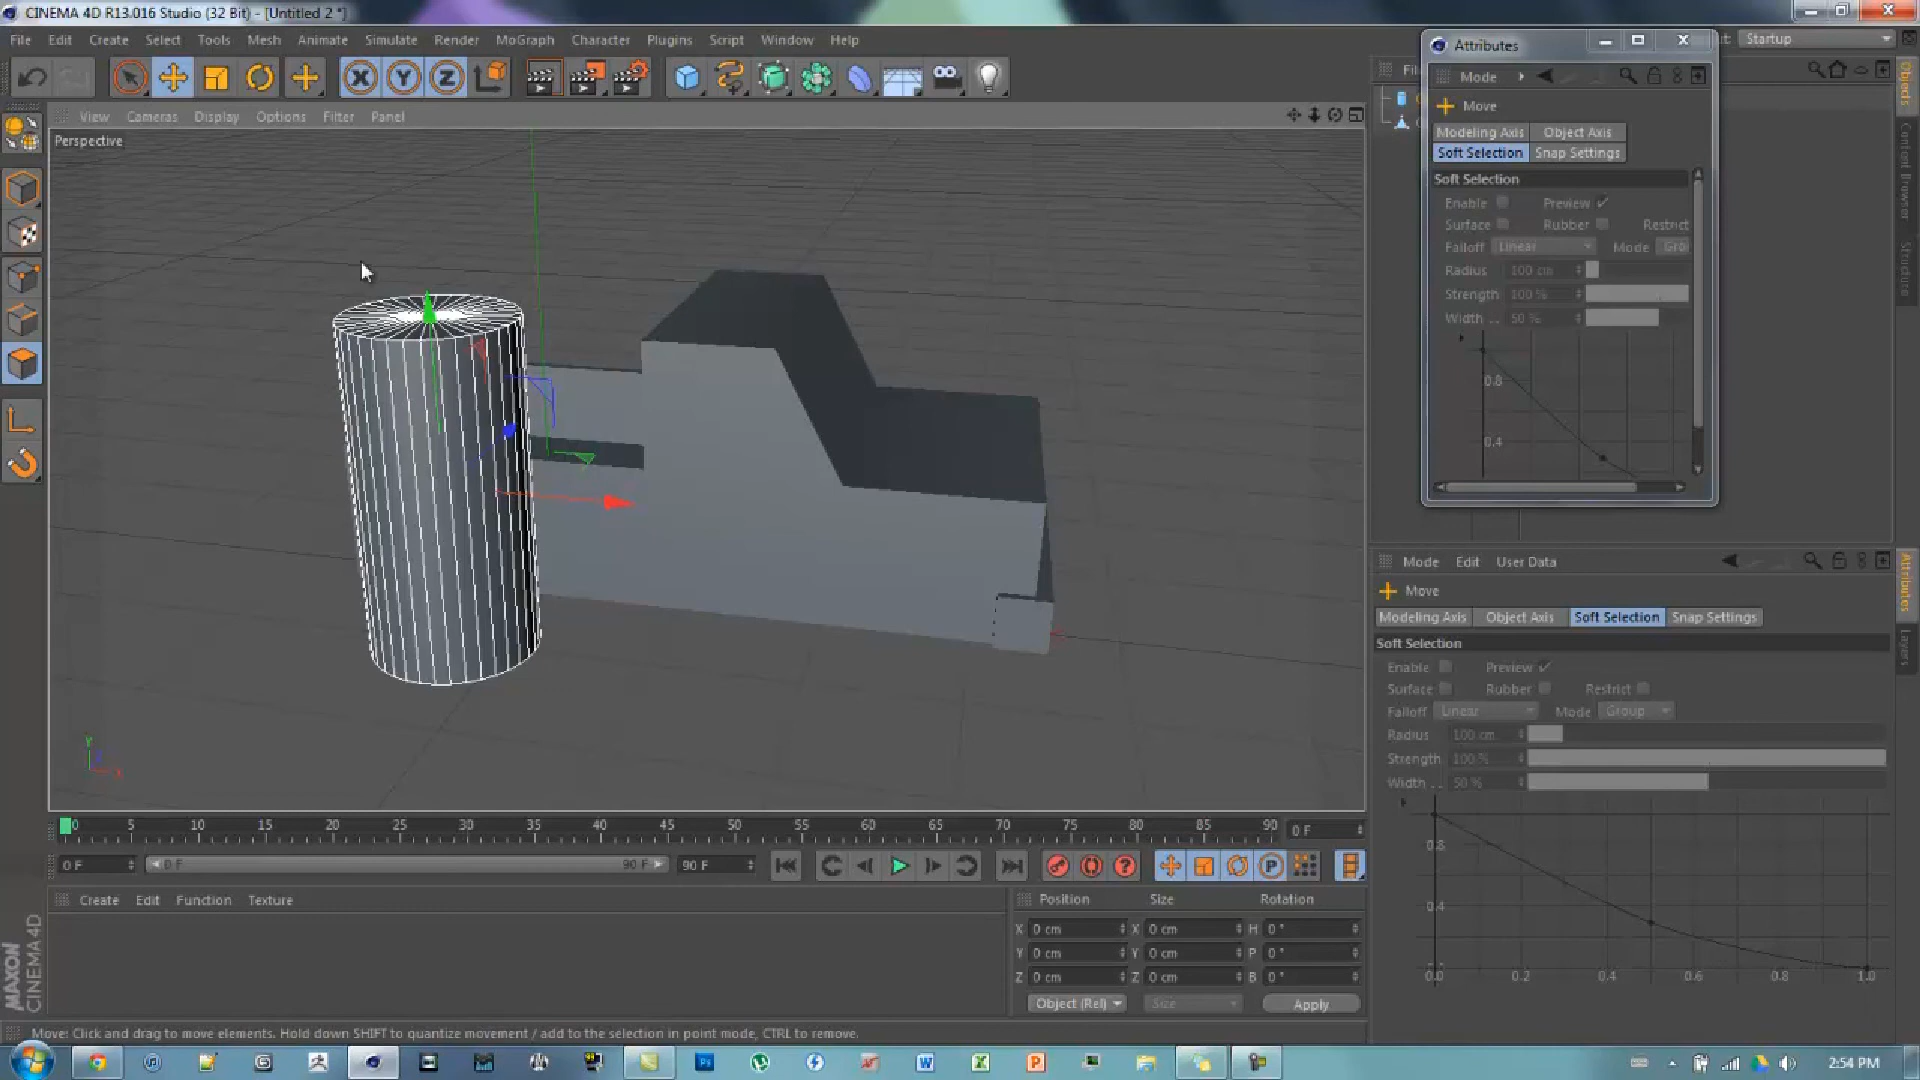 CINEMA 4D R13.016 Studio (32 Bit) - [Untitled 2 *]
File Edit Create Select Tools Mesh Animate Simulate Render MoGraph Character Plugins Script Window Help
Startup
View Cameras Display Options Filter Panel
Perspective
Attributes
Mode
Move
Modeling Axis Object Axis
Soft Selection Snap Settings
Soft Selection
Enable Preview
Surface Rubber Restrict
Falloff Linear Mode Gro
Radius 100 cm
Strength 100 %
Width .. 50 %
0.8
0.4
Objects
Content Browser
Structure
Mode Edit User Data
Move
Modeling Axis Object Axis Soft Selection Snap Settings
Soft Selection
Enable Preview
Surface Rubber Restrict
Falloff Linear Mode Group
Radius 100 cm
Strength 100 %
Width .. 50 %
0.8
0.4
0.0 0.2 0.4 0.6 0.8 1.0
Attributes
Layers
Y
X
0 5 10 15 20 25 30 35 40 45 50 55 60 65 70 75 80 85 90 0 F
0 F 0 F 90 F 90 F
P
Create Edit Function Texture
Position Size Rotation
X 0 cm X 0 cm H 0 °
Y 0 cm Y 0 cm P 0 °
Z 0 cm Z 0 cm B 0 °
Object (Rel) Size Apply
MAXON
CINEMA4D
Move: Click and drag to move elements. Hold down SHIFT to quantize movement / add to the selection in point mode, CTRL to remove.
2:54 PM